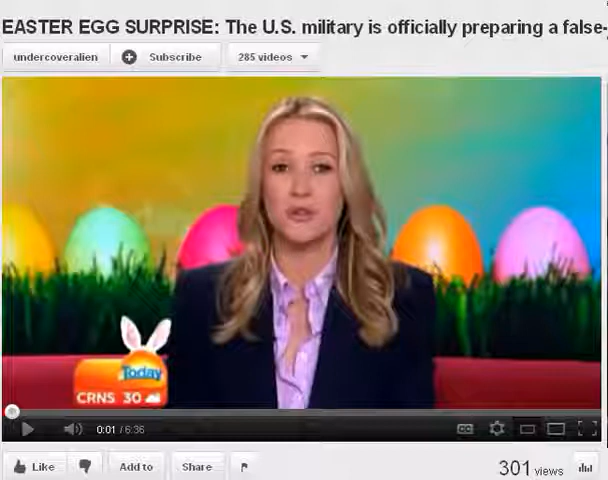 EASTER EGG SURPRISE: The U.S. military is officially preparing a false-
undercoveralien
Subscribe
285 videos
Today
CRNS 30
0:01 / 6:36
CC
Like
Add to
Share
301 views